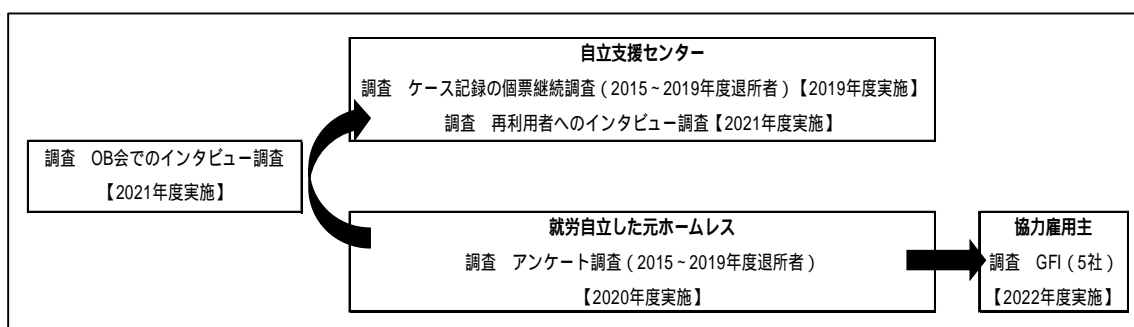 自立支援センター
調査　ケース記録の個票継続調査(2015~2019年度退所者)【2019年度実施】
調査　再利用者へのインタビュー調査【2021年度実施】
調査　OB会でのインタビュー調査
【2021年度実施】
就労自立した元ホームレス
調査　アンケート調査(2015~2019年度退所者)
【2020年度実施】
協力雇用主
調査　GFI(5社)
【2022年度実施】